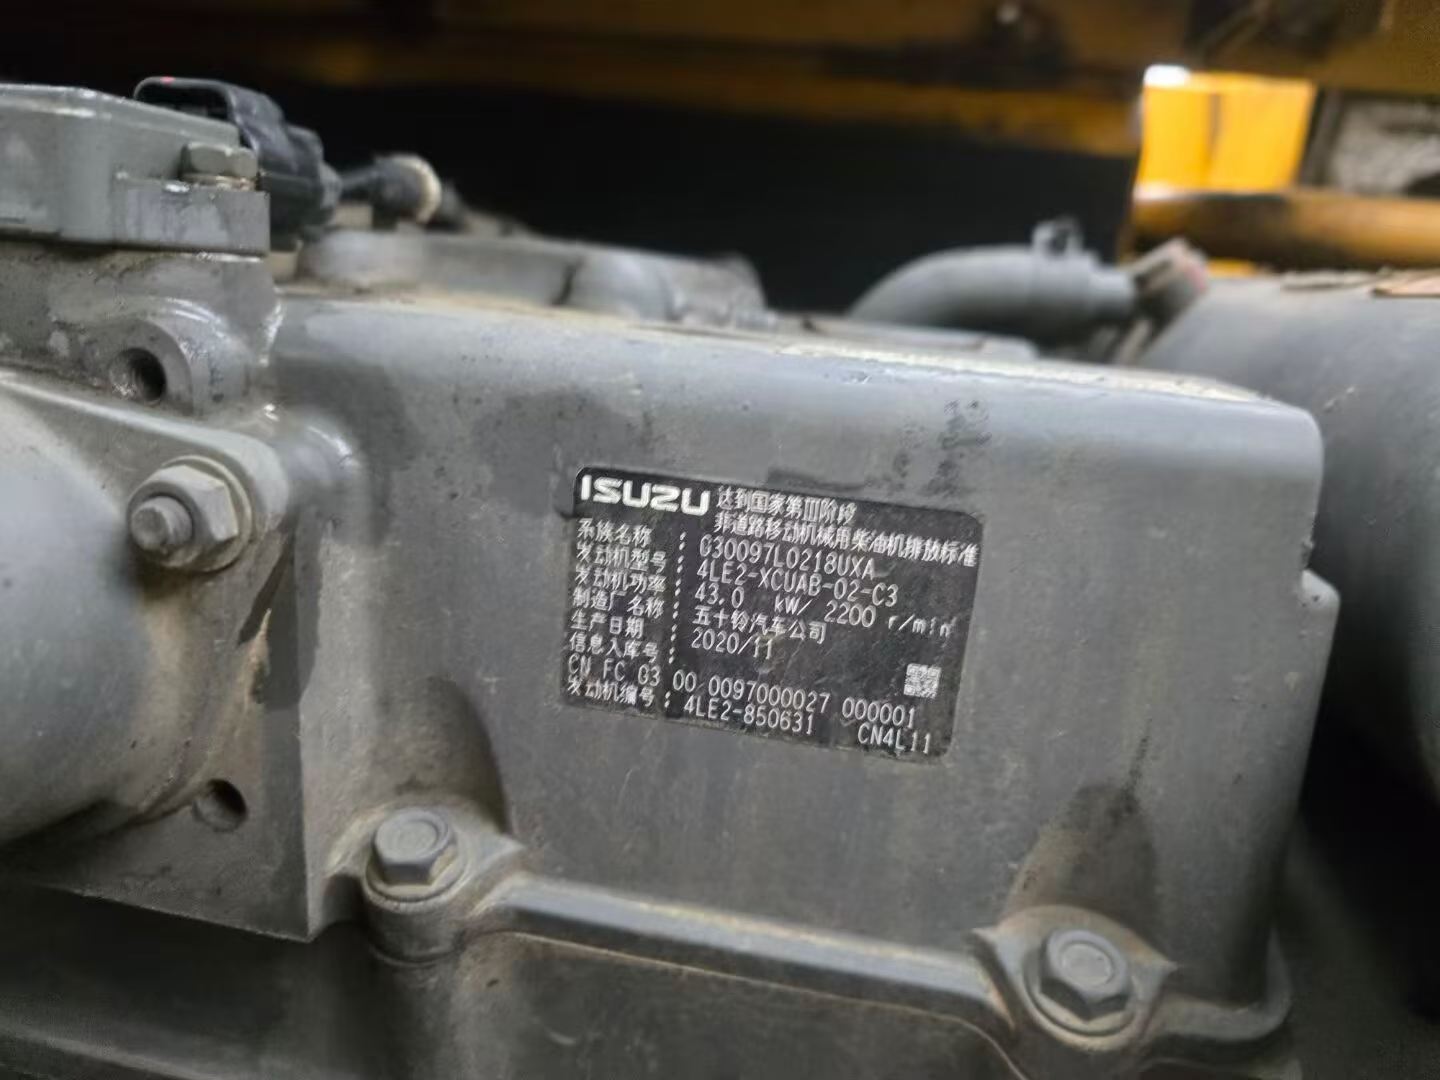 ISUZU 达到国家第III阶段
非道路移动机械用柴油机排放标准
系族名称 : G30097L0218UXA
发动机型号 : 4LE2-XCUAB-02-C3
发动机功率 : 43.0 kW/ 2200 r/min
制造厂名称 : 五十铃汽车公司
生产日期 : 2020/11
信息入库号 :
CN FC G3 00 0097000027 000001
发动机编号 : 4LE2-850631 CN4L11